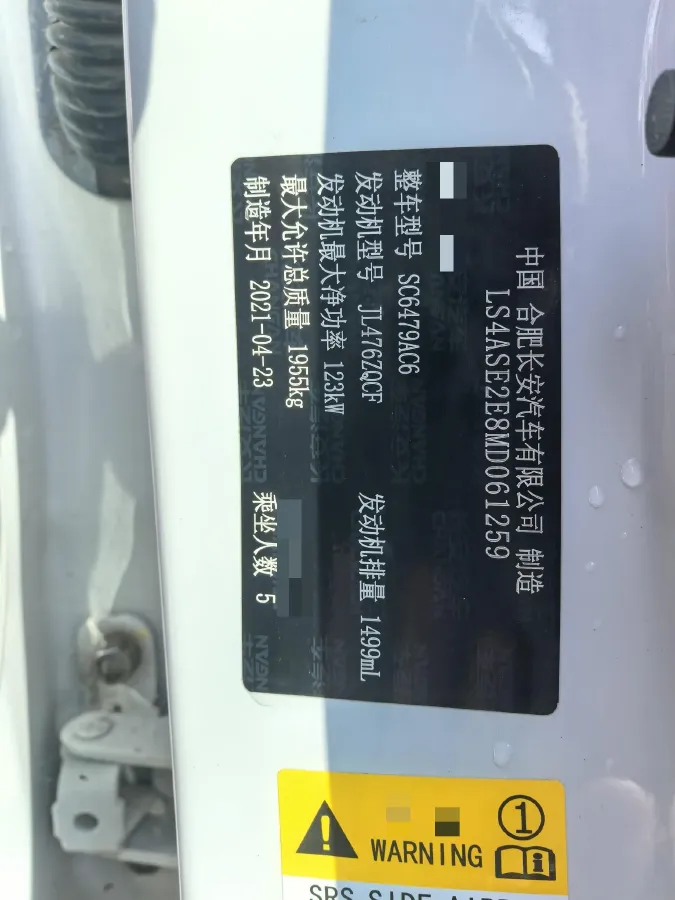 中国 合肥长安汽车有限公司 制造
LS4ASE2E8MD061259
整车型号 SC6479AC6
发动机型号 JL476ZQCF 发动机排量 1499mL
发动机最大净功率 123kW
最大允许总质量 1955kg
制造年月 2021-04-23 乘坐人数 5
1
WARNING
SRS SIDE